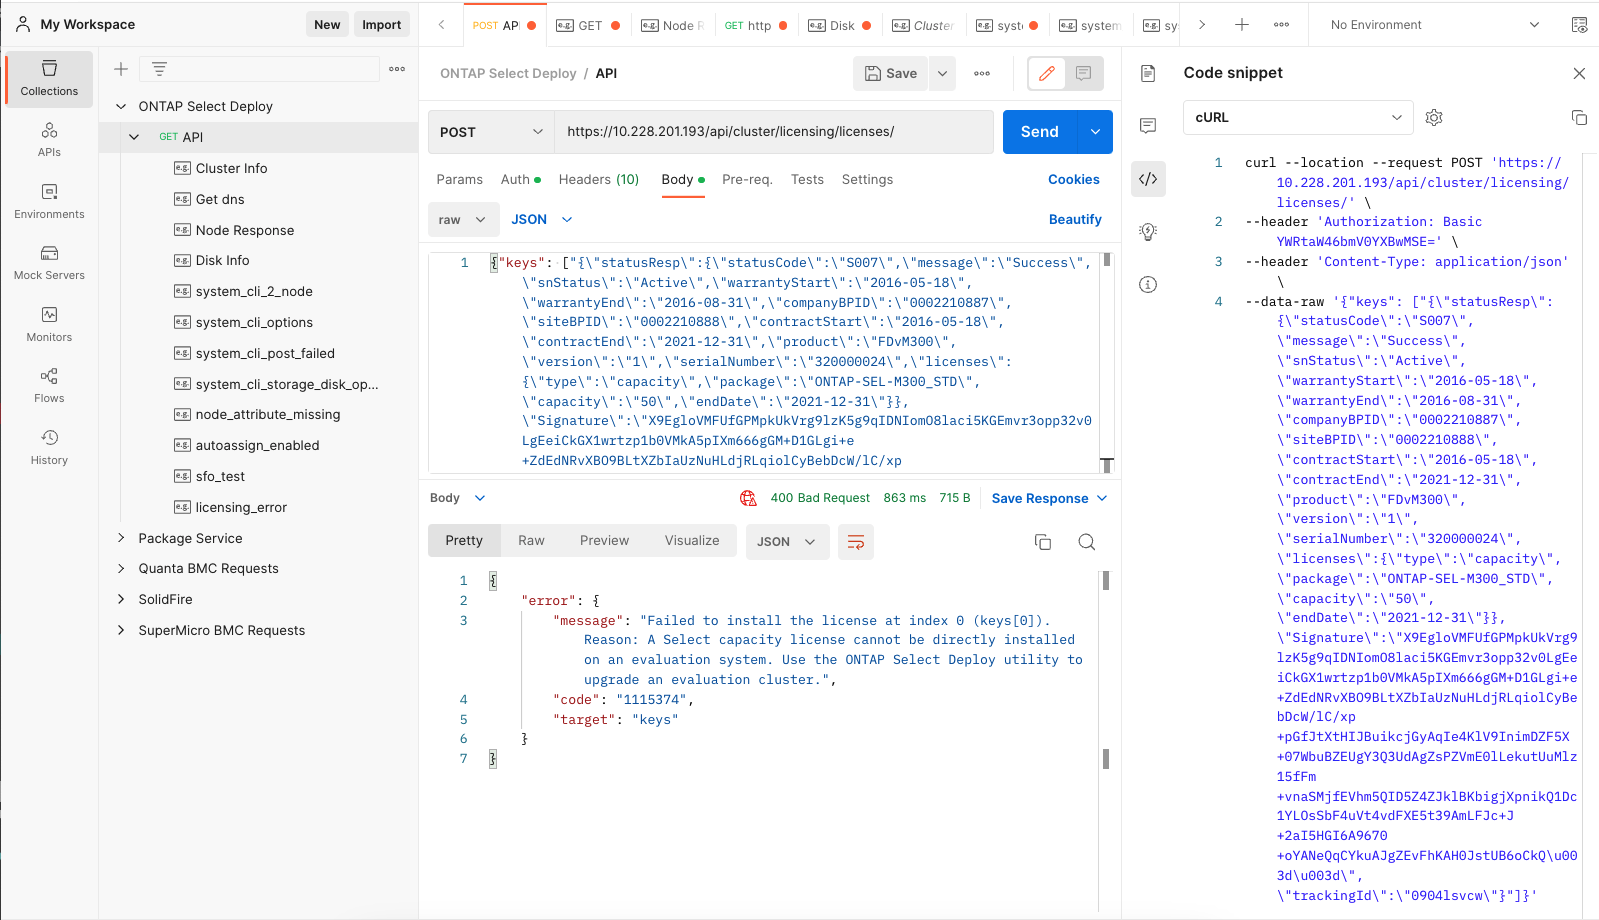 My Workspace
New
Import
POST API
GET
Node R
GET http
Disk
Cluster
syst
system
sy
No Environment
Collections
APIs
Environments
Mock Servers
Monitors
Flows
History
ONTAP Select Deploy
GET API
Cluster Info
Get dns
Node Response
Disk Info
system_cli_2_node
system_cli_options
system_cli_post_failed
system_cli_storage_disk_op...
node_attribute_missing
autoassign_enabled
sfo_test
licensing_error
Package Service
Quanta BMC Requests
SolidFire
SuperMicro BMC Requests
ONTAP Select Deploy / API
Save
POST
https://10.228.201.193/api/cluster/licensing/licenses/
Send
Params Auth Headers (10) Body Pre-req. Tests Settings Cookies
raw JSON Beautify
1 {"keys": ["{\"statusResp\":{\"statusCode\":\"S007\",\"message\":\"Success\",
\"snStatus\":\"Active\",\"warrantyStart\":\"2016-05-18\",
\"warrantyEnd\":\"2016-08-31\",\"companyBPID\":\"0002210887\",
\"siteBPID\":\"0002210888\",\"contractStart\":\"2016-05-18\",
\"contractEnd\":\"2021-12-31\",\"product\":\"FDvM300\",
\"version\":\"1\",\"serialNumber\":\"320000024\",\"licenses\":
{\"type\":\"capacity\",\"package\":\"ONTAP-SEL-M300_STD\",
\"capacity\":\"50\",\"endDate\":\"2021-12-31\"}},
\"Signature\":\"X9EgloVMFUfGPMpkUkVrg9lzK5g9qIDNIomO8laci5KGEmvr3opp32v0
LgEeiCkGX1wrtzp1b0VMkA5pIXm666gGM+D1GLgi+e
+ZdEdNRvXBO9BLtXZbIaUzNuHLdjRLqiolCyBebDcW/lC/xp
Body
400 Bad Request 863 ms 715 B Save Response
Pretty Raw Preview Visualize JSON
1 {
2 "error": {
3 "message": "Failed to install the license at index 0 (keys[0]).
Reason: A Select capacity license cannot be directly installed
on an evaluation system. Use the ONTAP Select Deploy utility to
upgrade an evaluation cluster.",
4 "code": "1115374",
5 "target": "keys"
6 }
7 }
Code snippet
cURL
1 curl --location --request POST 'https://
10.228.201.193/api/cluster/licensing/
licenses/' \
2 --header 'Authorization: Basic
YWRtaW46bmV0YXBwMSE=' \
3 --header 'Content-Type: application/json'
\
4 --data-raw '{"keys": ["{\"statusResp\":
{\"statusCode\":\"S007\",
\"message\":\"Success\",
\"snStatus\":\"Active\",
\"warrantyStart\":\"2016-05-18\",
\"warrantyEnd\":\"2016-08-31\",
\"companyBPID\":\"0002210887\",
\"siteBPID\":\"0002210888\",
\"contractStart\":\"2016-05-18\",
\"contractEnd\":\"2021-12-31\",
\"product\":\"FDvM300\",
\"version\":\"1\",
\"serialNumber\":\"320000024\",
\"licenses\":{\"type\":\"capacity\",
\"package\":\"ONTAP-SEL-M300_STD\",
\"capacity\":\"50\",
\"endDate\":\"2021-12-31\"}},
\"Signature\":\"X9EgloVMFUfGPMpkUkVrg9
lzK5g9qIDNIomO8laci5KGEmvr3opp32v0LgEe
iCkGX1wrtzp1b0VMkA5pIXm666gGM+D1GLgi+e
+ZdEdNRvXBO9BLtXZbIaUzNuHLdjRLqiolCyBe
bDcW/lC/xp
+pGfJtXtHIJBuikcjGyAqIe4KlV9InimDZF5X
+07WbuBZEUgY3Q3UdAgZsPZVmE0lLekutUuMlz
15fFm
+vnaSMjfEVhm5QID5Z4ZJklBKbigjXpnikQ1Dc
1YLOsSbF4uVt4vdFXE5t39AmLFJc+J
+2aI5HGI6A9670
+oYANeQqCYkuAJgZEvFhKAH0JstUB6oCkQ\u00
3d\u003d\",
\"trackingId\":\"0904lsvcw\"}"]}'